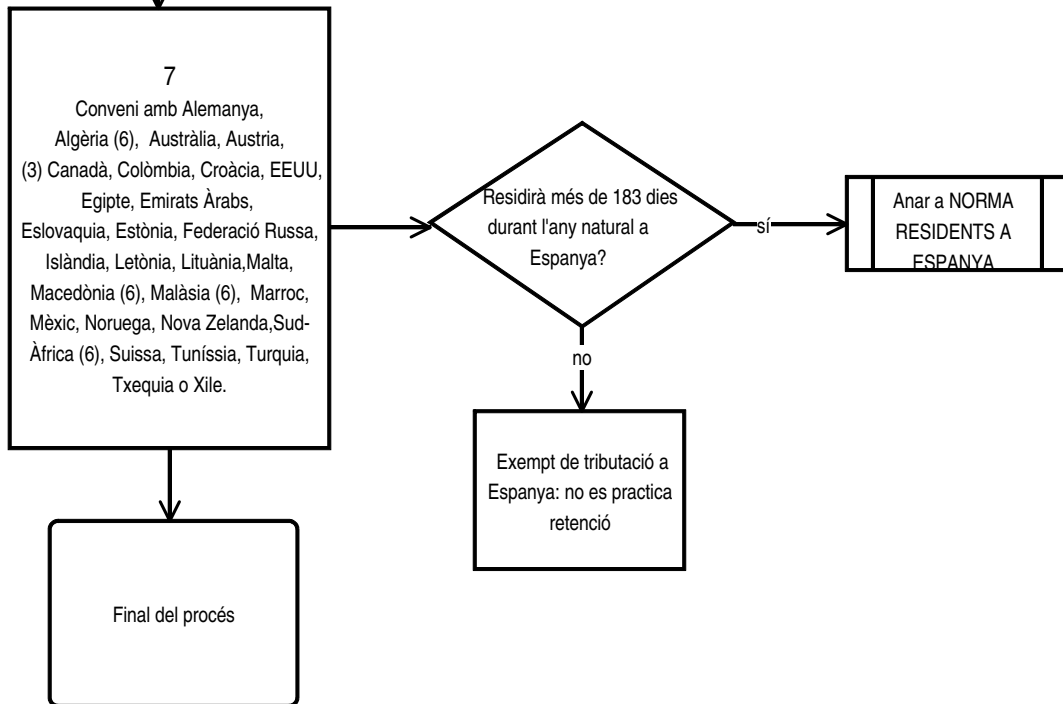 7
Conveni amb Alemanya,
Algèria (6), Austràlia, Austria,
(3) Canadà, Colòmbia, Croàcia, EEUU,
Egipte, Emirats Àrabs,
Eslovaquia, Estònia, Federació Russa,
Islàndia, Letònia, Lituània,Malta,
Macedònia (6), Malàsia (6), Marroc,
Mèxic, Noruega, Nova Zelanda,Sud-
Àfrica (6), Suissa, Tuníssia, Turquia,
Txequia o Xile.
Residirà més de 183 dies
durant l'any natural a
Espanya?
sí
Anar a NORMA
RESIDENTS A
ESPANYA
no
Exempt de tributació a
Espanya: no es practica
retenció
Final del procés